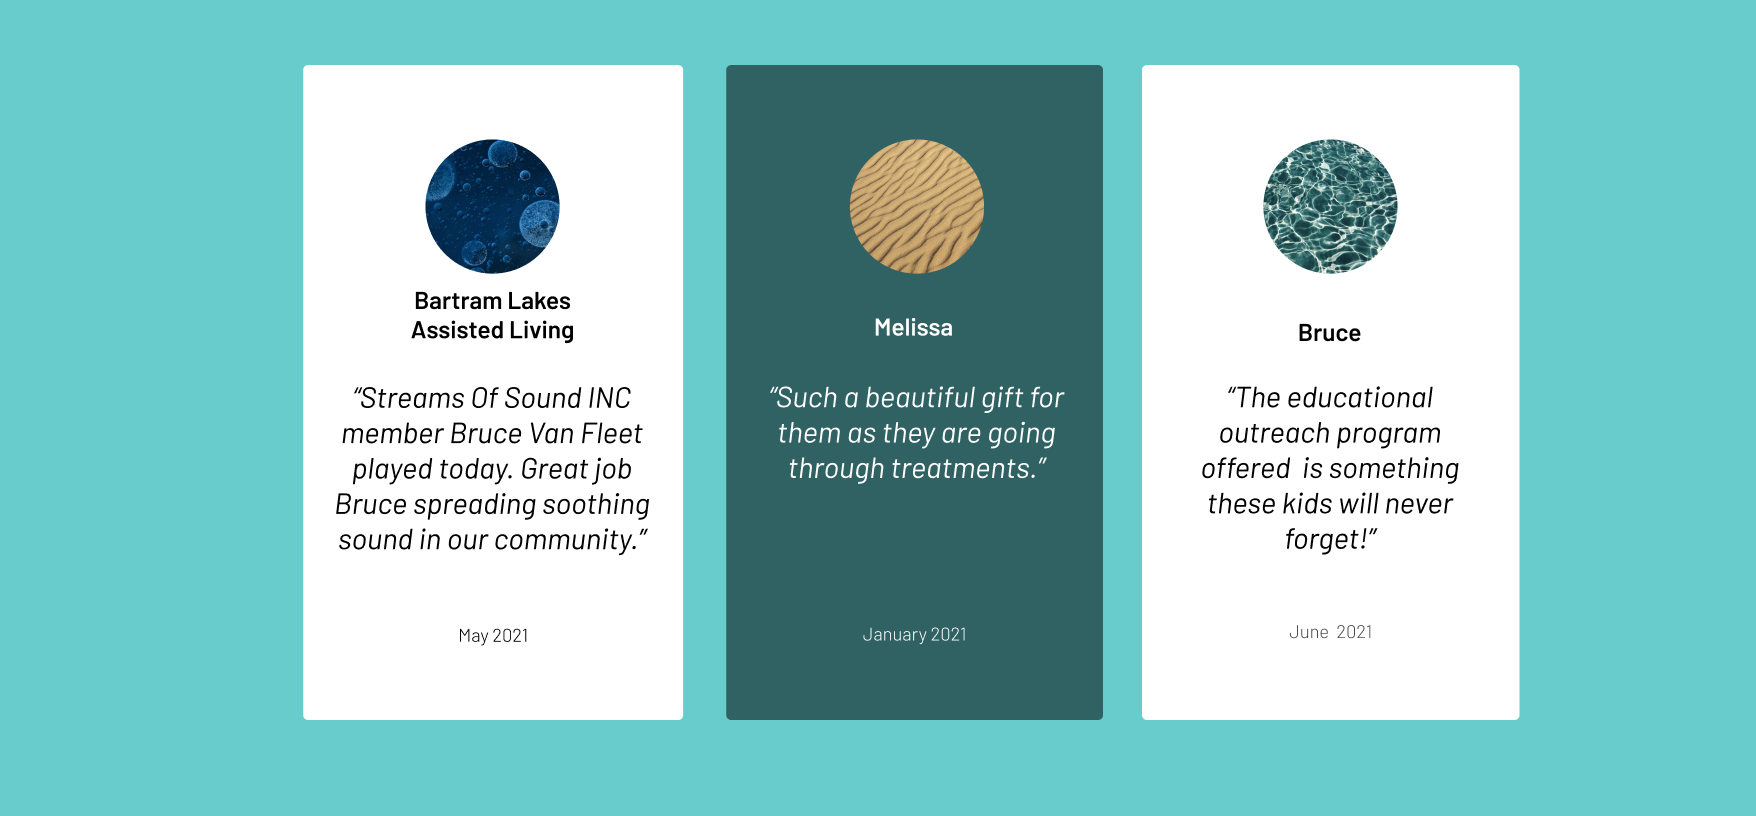 Bartram Lakes
Assisted Living
“Streams Of Sound INC
member Bruce Van Fleet
played today. Great job
Bruce spreading soothing
sound in our community.”
May 2021
Melissa
“Such a beautiful gift for
them as they are going
through treatments.”
January 2021
Bruce
“The educational
outreach program
offered  is something
these kids will never
forget!”
June  2021